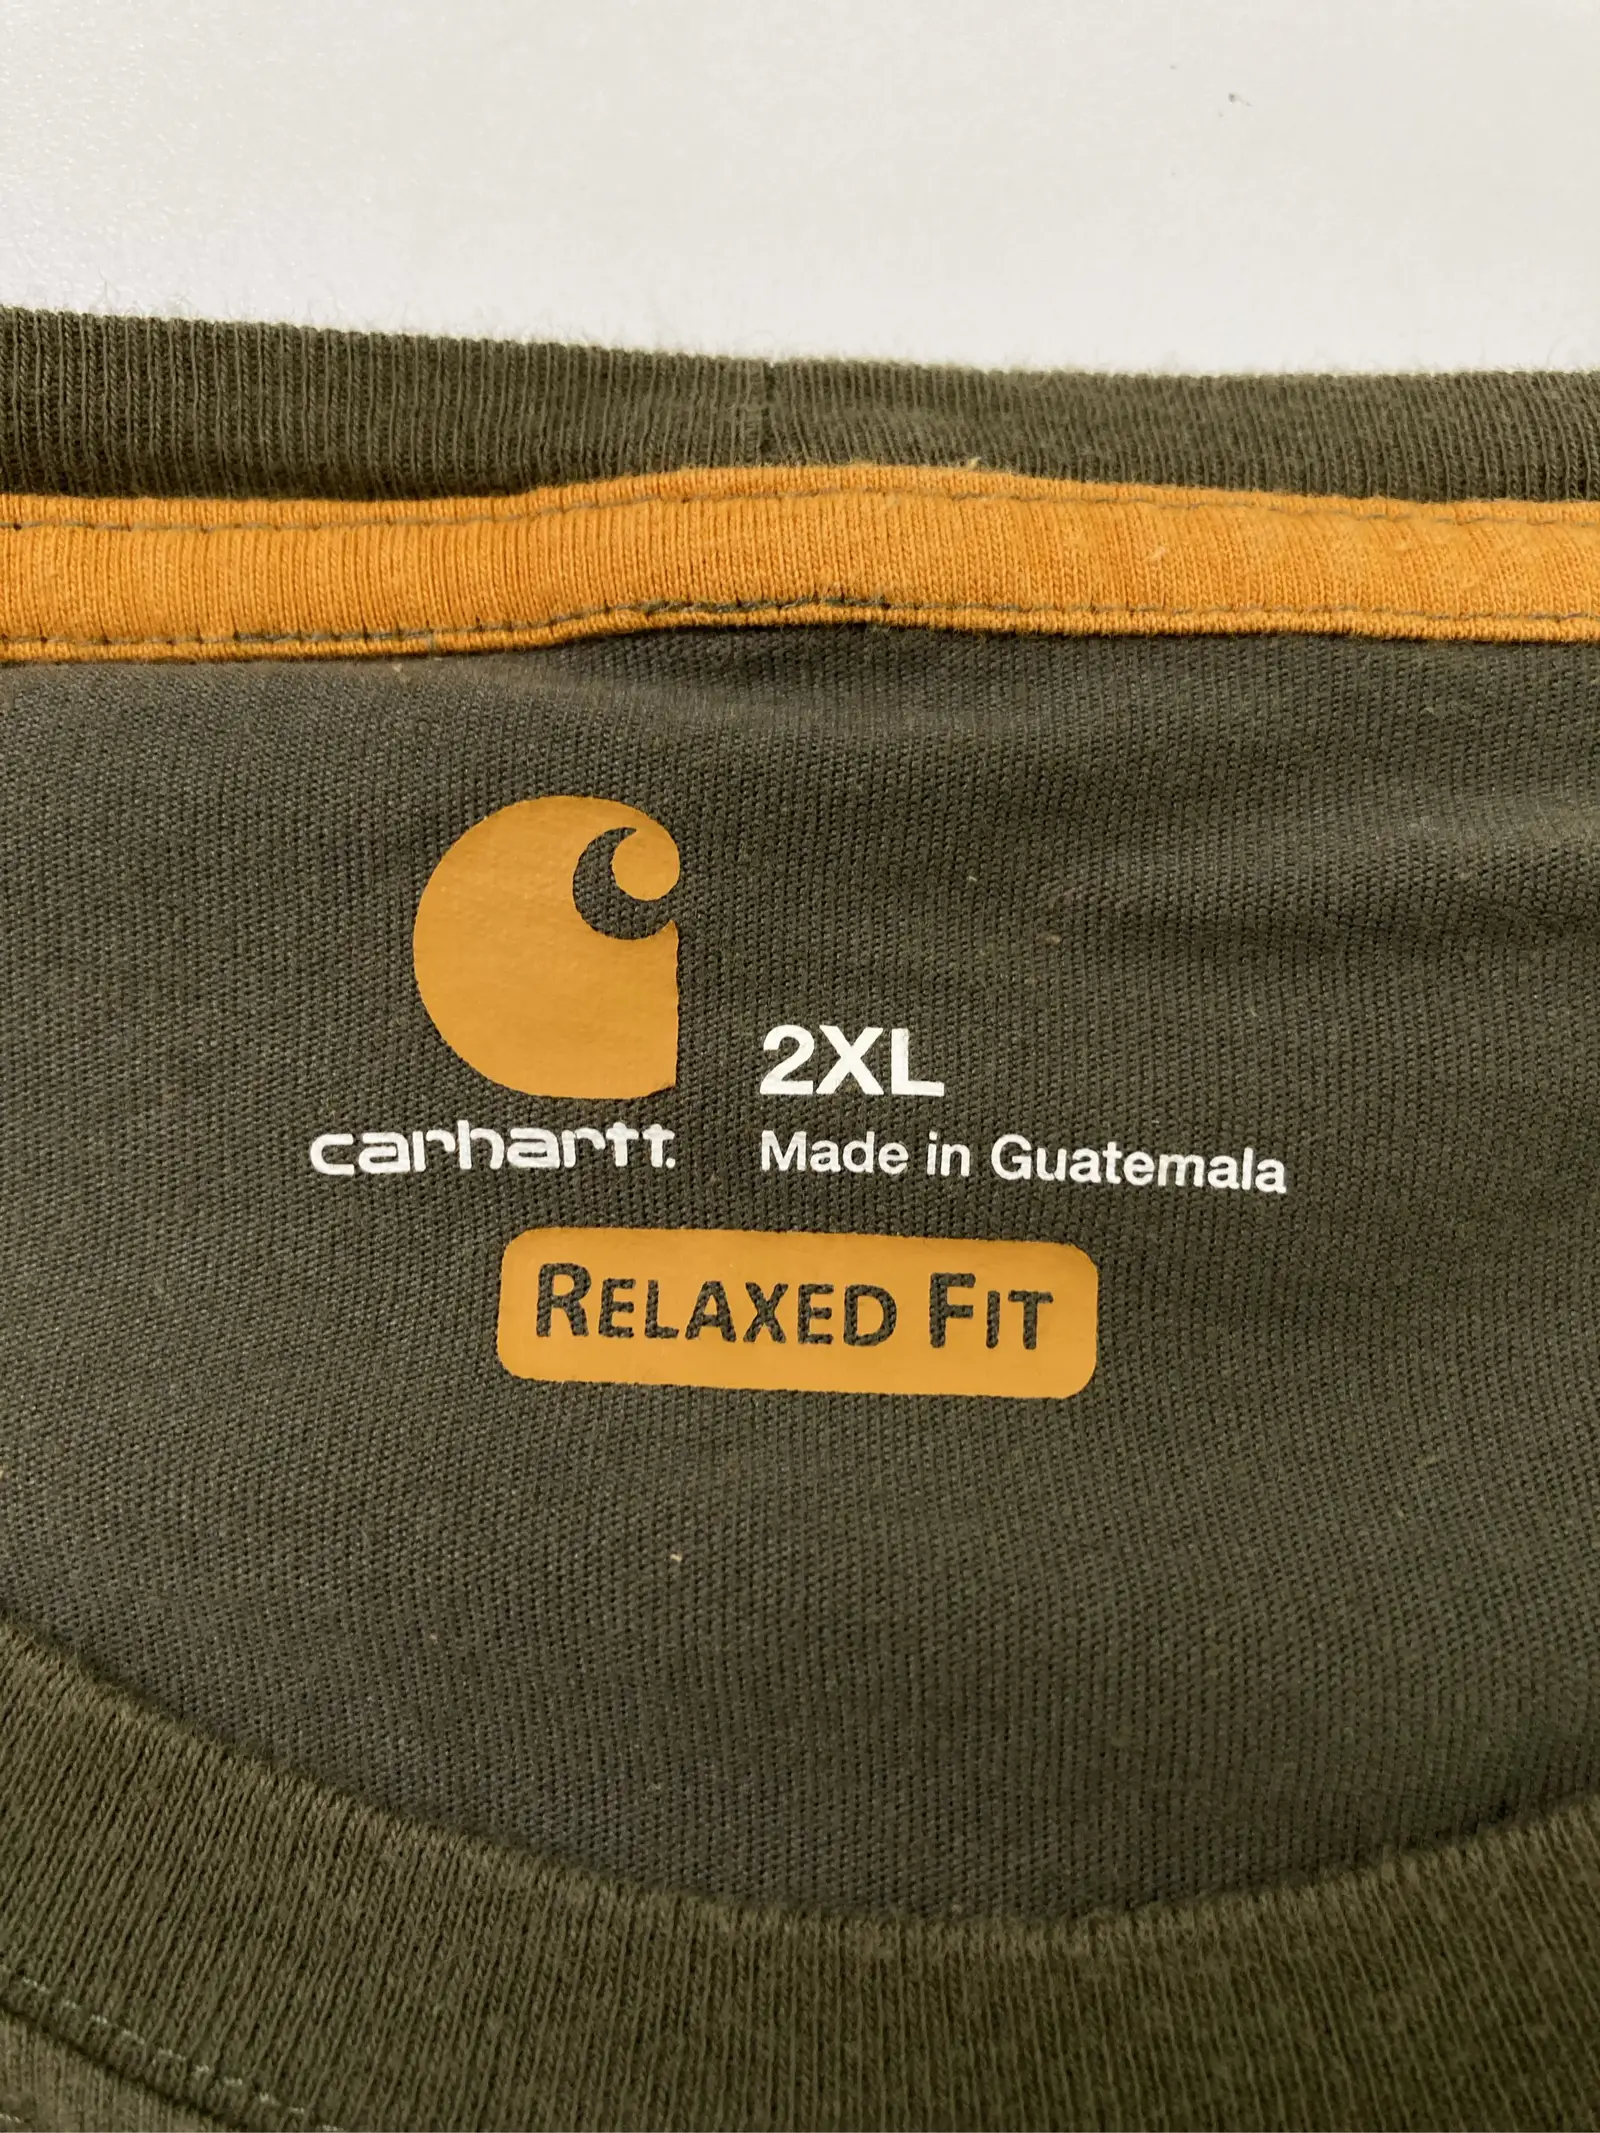 carhartt.
2XL
Made in Guatemala
RELAXED FIT